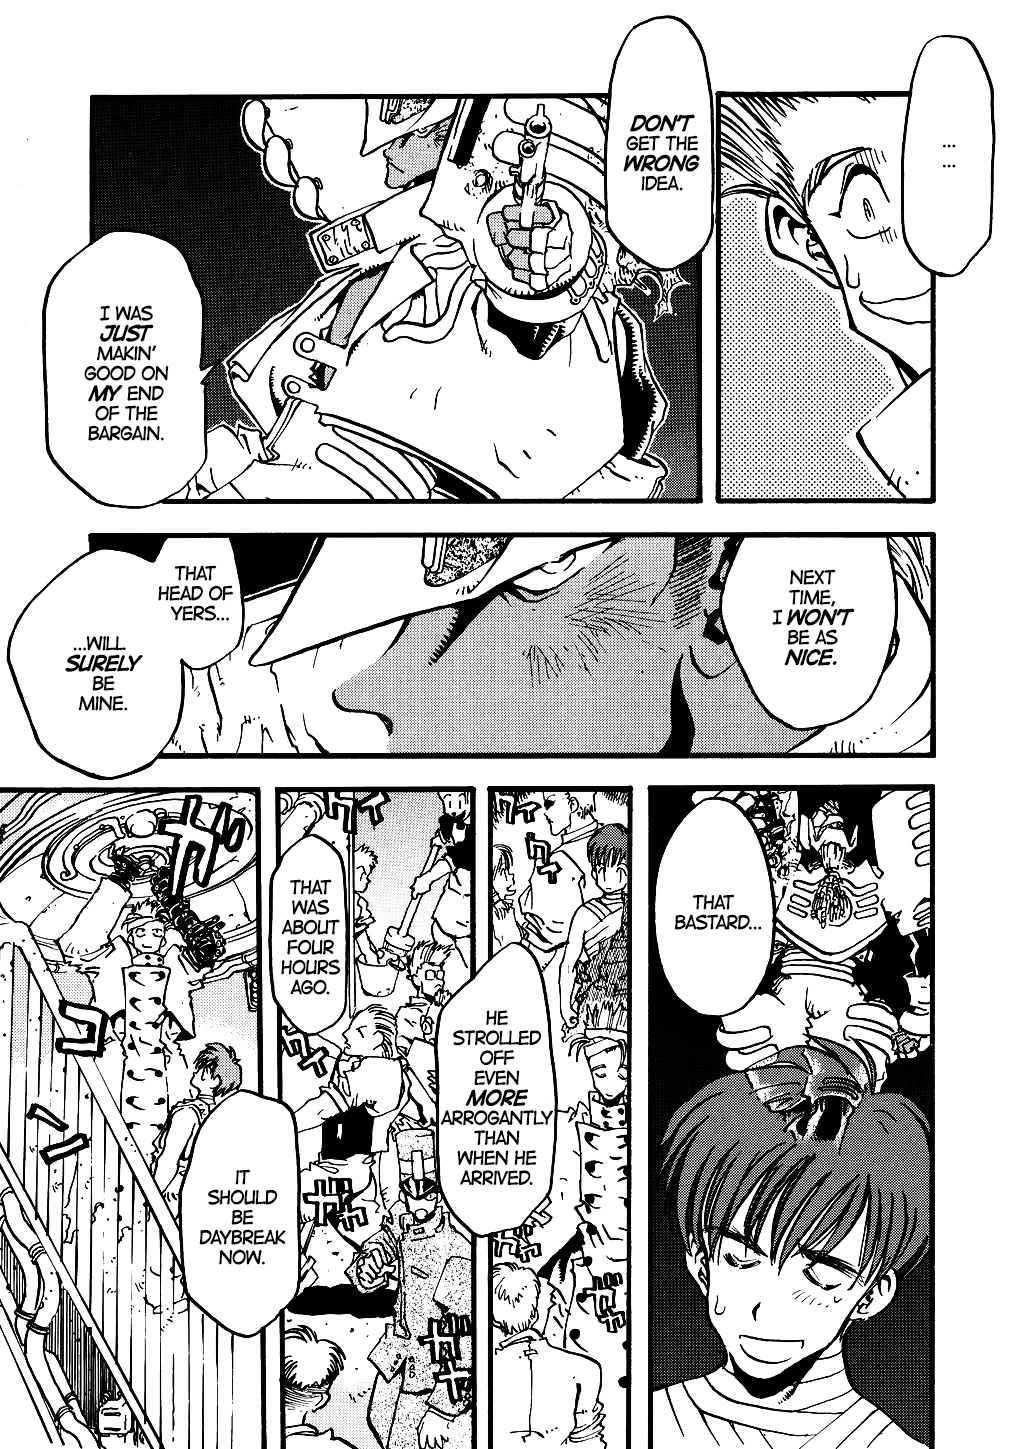 ...
...
DON'T
GET THE
WRONG
IDEA.
I WAS
JUST
MAKIN'
GOOD ON
MY END
OF THE
BARGAIN.
NEXT
TIME,
I WON'T
BE AS
NICE.
THAT
HEAD OF
YERS...
...WILL
SURELY
BE
MINE.
THAT
BASTARD...
HE
STROLLED
OFF
EVEN
MORE
ARROGANTLY
THAN
WHEN HE
ARRIVED.
THAT
WAS
ABOUT
FOUR
HOURS
AGO.
IT
SHOULD
BE
DAYBREAK
NOW.